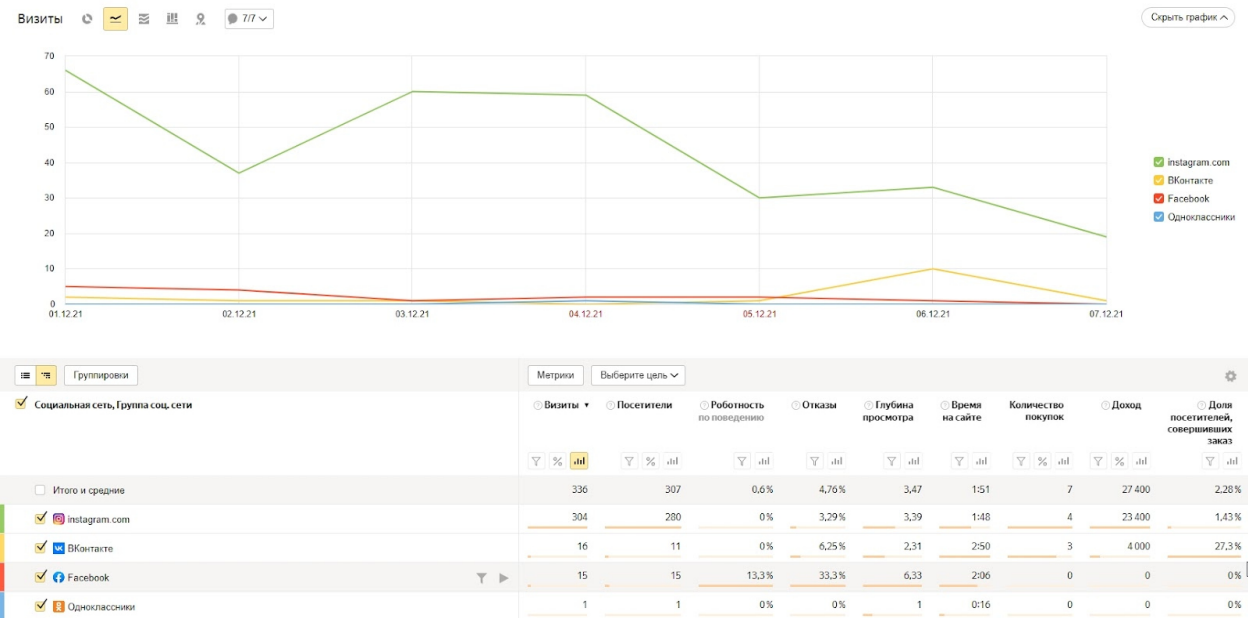 Визиты
7/7
Скрыть график
70
60
50
40
30
20
10
0
01.12.21 02.12.21 03.12.21 04.12.21 05.12.21 06.12.21 07.12.21
instagram.com
ВКонтакте
Facebook
Одноклассники
Группировки
Метрики Выберите цель
Социальная сеть, Группа соц. сети
Визиты
Посетители
Роботность
по поведению
Отказы
Глубина
просмотра
Время
на сайте
Количество
покупок
Доход
Доля
посетителей,
совершивших
заказ
% % % %
Итого и средние 336 307 0,6% 4,76% 3,47 1:51 7 27 400 2,28%
instagram.com 304 280 0% 3,29% 3,39 1:48 4 23 400 1,43%
ВКонтакте 16 11 0% 6,25% 2,31 2:50 3 4 000 27,3%
Facebook 15 15 13,3% 33,3% 6,33 2:06 0 0 0%
Одноклассники 1 1 0% 0% 1 0:16 0 0 0%